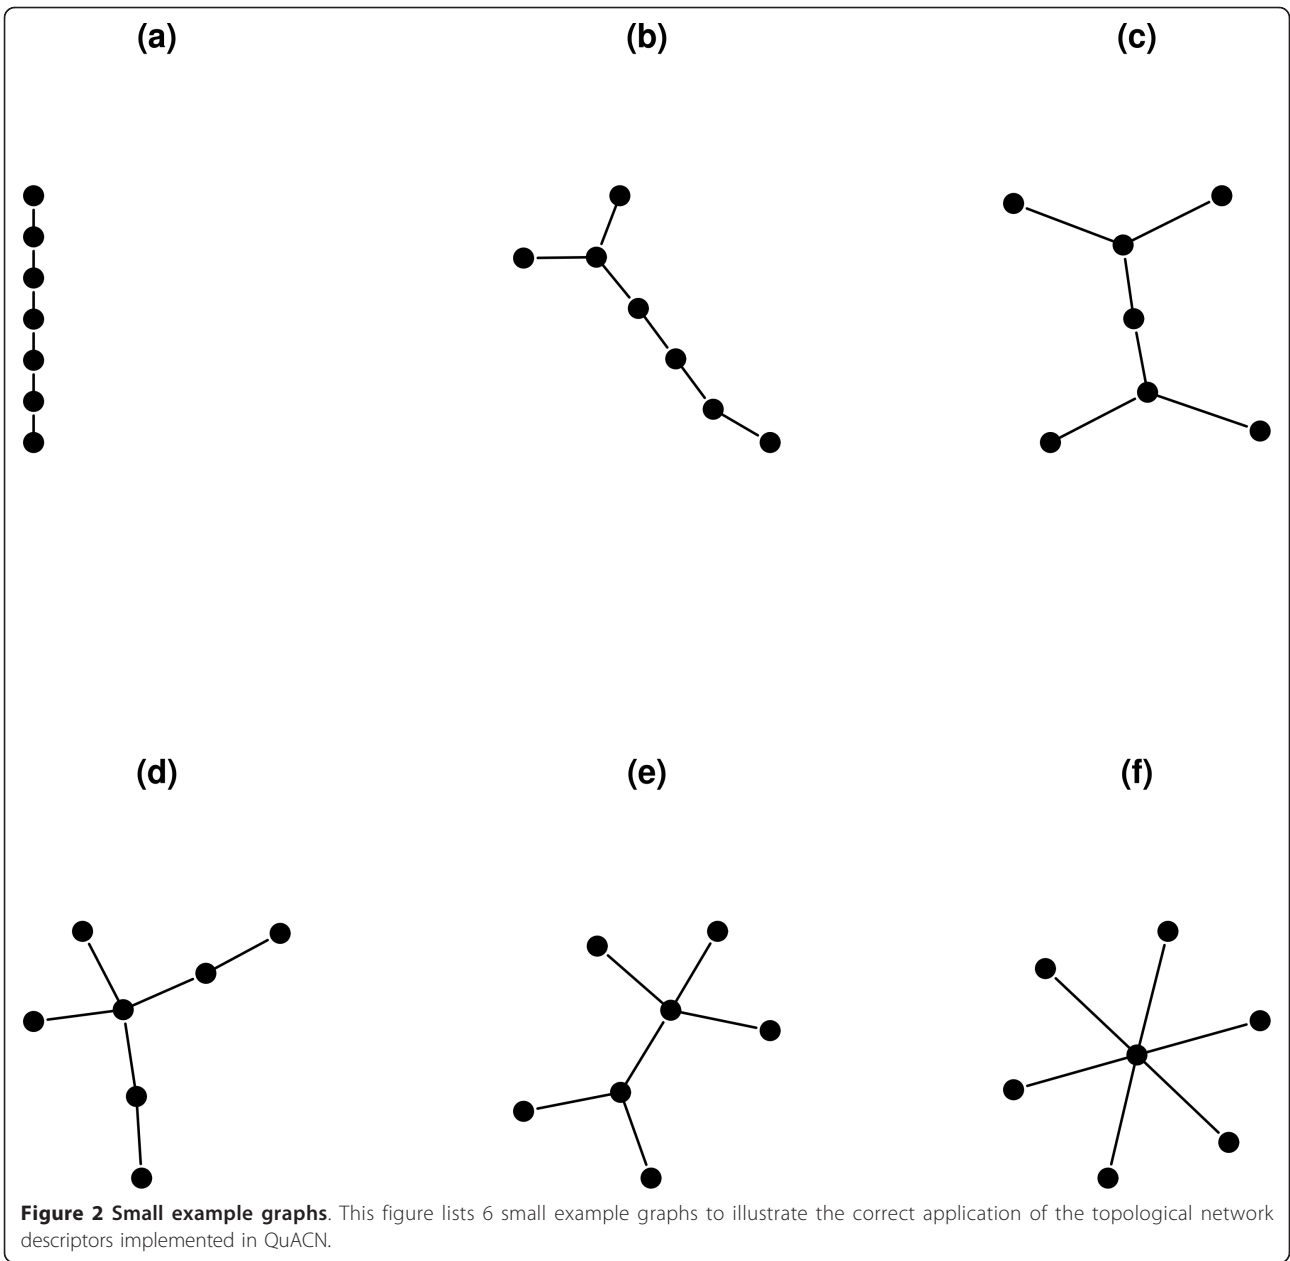 (a) (b) (c)
(d) (e) (f)
Figure 2 Small example graphs. This figure lists 6 small example graphs to illustrate the correct application of the topological network
descriptors implemented in QuACN.